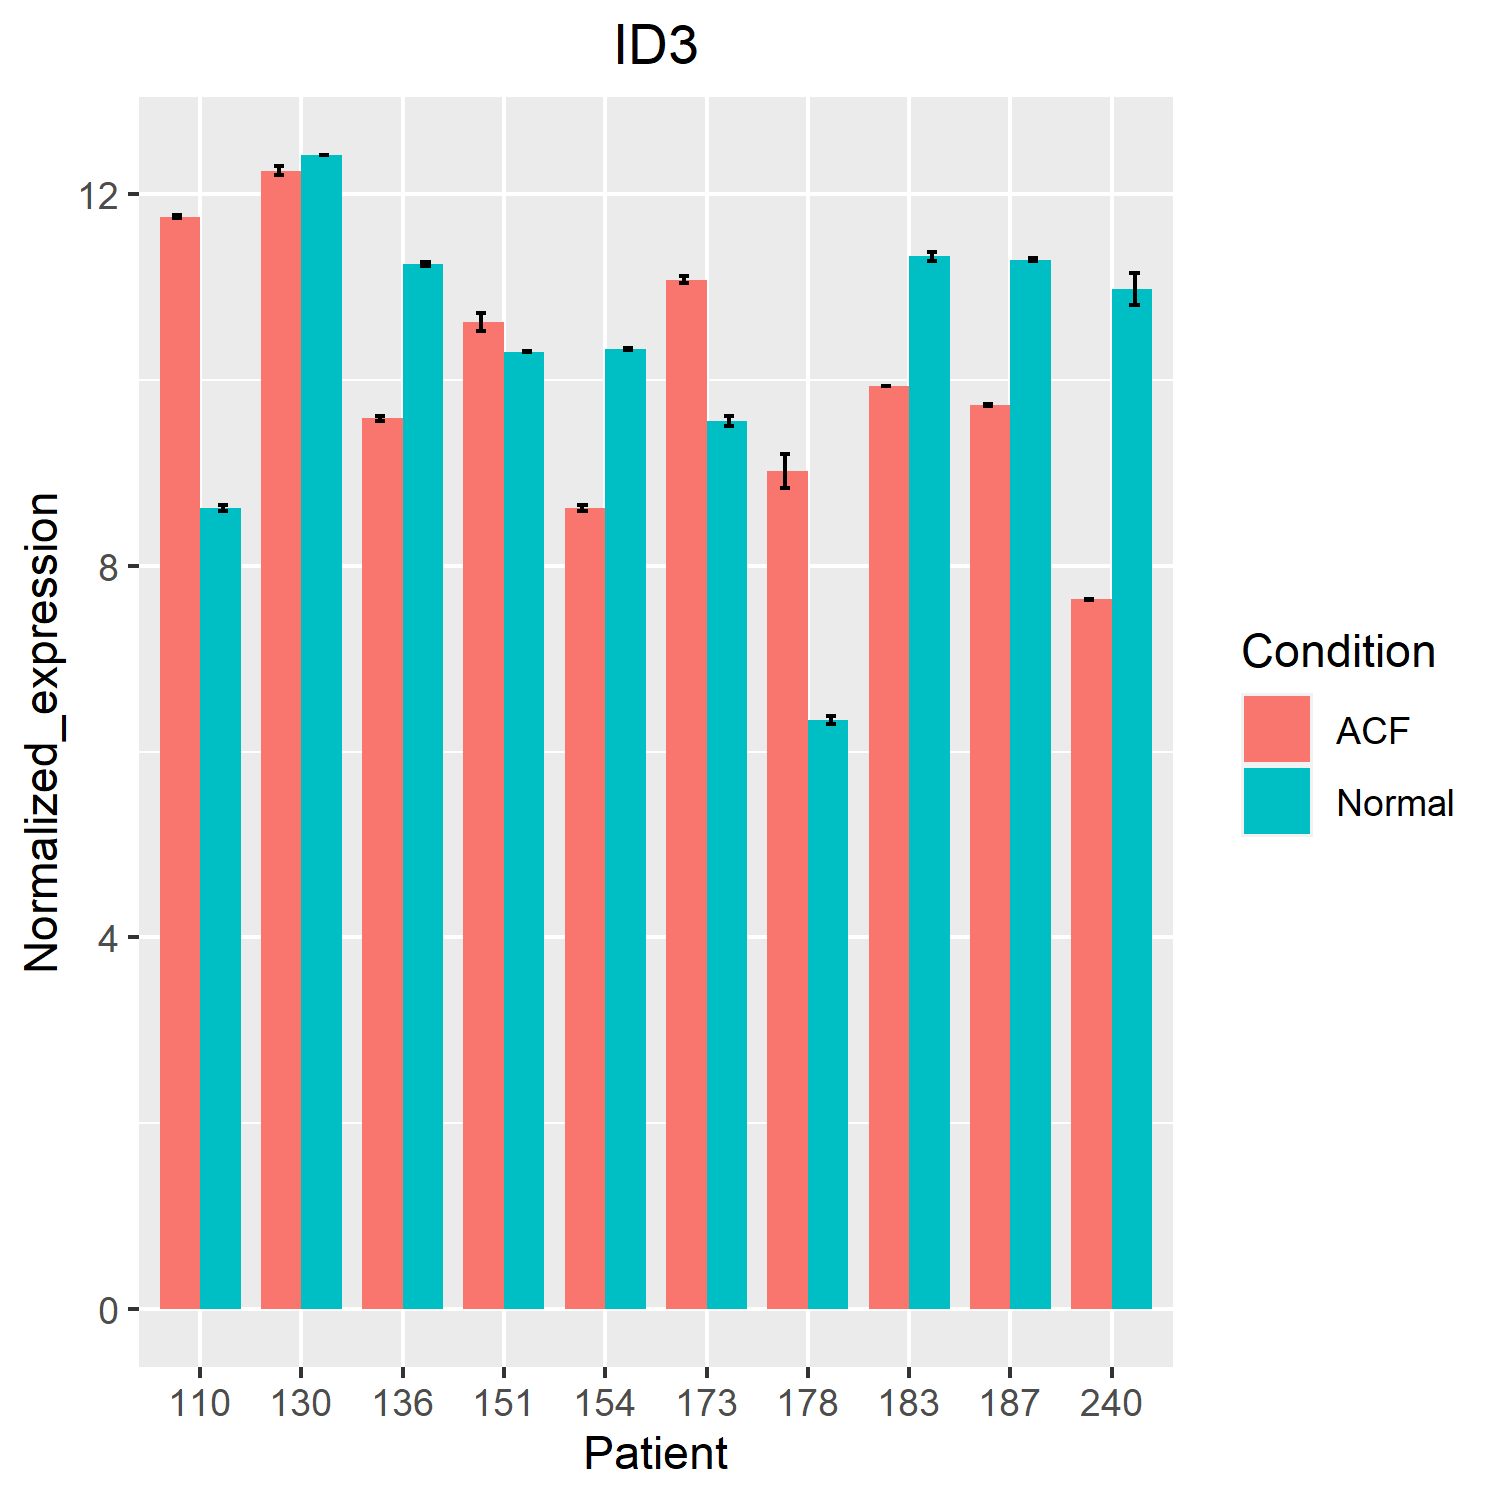 ID3
Normalized_expression
12
8
4
0
110 130 136 151 154 173 178 183 187 240
Patient
Condition
ACF
Normal